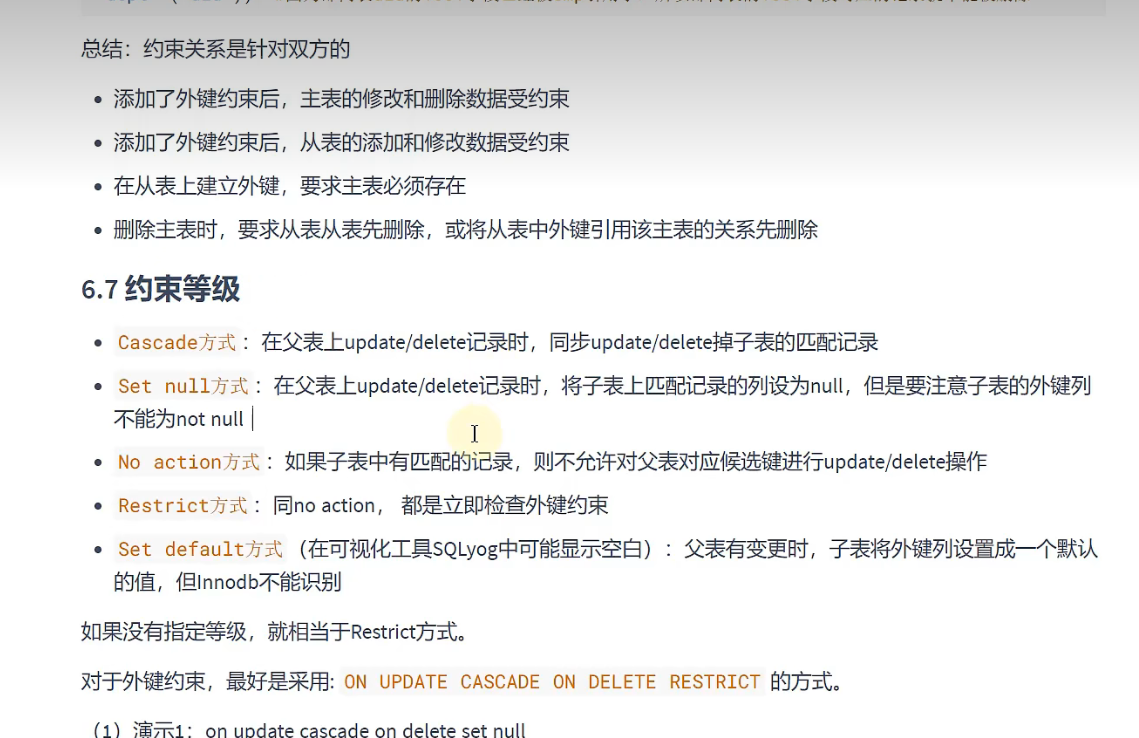 总结：约束关系是针对双方的
添加了外键约束后，主表的修改和删除数据受约束
添加了外键约束后，从表的添加和修改数据受约束
在从表上建立外键，要求主表必须存在
删除主表时，要求从表从表先删除，或将从表中外键引用该主表的关系先删除
6.7 约束等级
Cascade方式：在父表上update/delete记录时，同步update/delete掉子表的匹配记录
Set null方式：在父表上update/delete记录时，将子表上匹配记录的列设为null，但是要注意子表的外键列
不能为not null
No action方式：如果子表中有匹配的记录，则不允许对父表对应候选键进行update/delete操作
Restrict方式：同no action， 都是立即检查外键约束
Set default方式（在可视化工具SQLyog中可能显示空白）：父表有变更时，子表将外键列设置成一个默认
的值，但Innodb不能识别
如果没有指定等级，就相当于Restrict方式。
对于外键约束，最好是采用: ON UPDATE CASCADE ON DELETE RESTRICT 的方式。
（1）演示1：on update cascade on delete set null